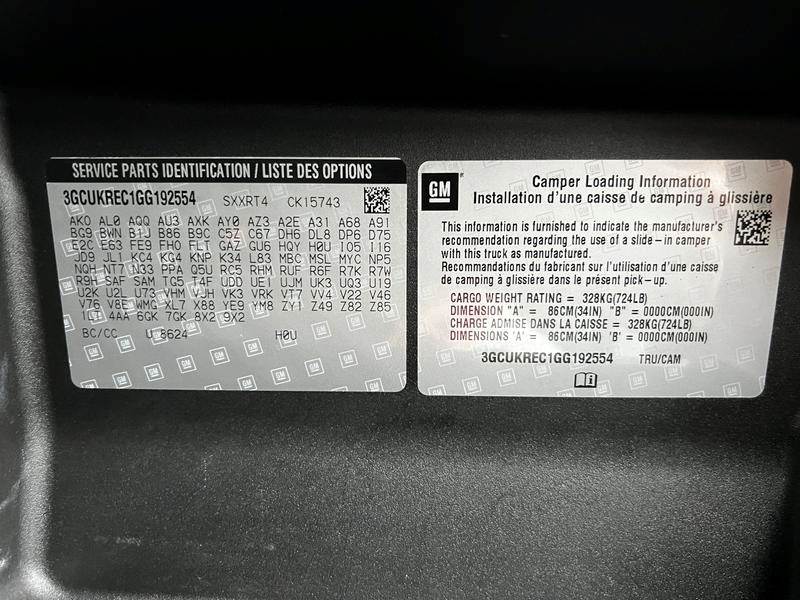 SERVICE PARTS IDENTIFICATION / LISTE DES OPTIONS
3GCUKREC1GG192554 SXXRT4 CK15743
AKO AL0 AQQ AU3 AXK AY0 AZ3 A2E A31 A68 A91
BG9 BWN B1J B86 B9C C5Z C67 DH6 DL8 DP6 D75
E2C E63 FE9 FHO FLT GAZ GU6 HQY H0U IO5 I16
JD9 JL1 KC4 KG4 KNP K34 L83 MBC MSL MYC NP5
NQH NT7 N33 PPA Q5U RC5 RHM RUF R6F R7K R7W
R9H SAF SAM TG5 T4F UDD UE1 UJM UK3 UQ3 U19
U2K U2L U73 VHM VJH VK3 VRK VT7 VV4 V22 V46
V76 V8E WMG XL7 X88 YE9 YM8 ZY1 Z49 Z82 Z85
1LZ 4AA 6GK 7GK 8X2 9X2
BC/CC U 8624 H0U
GM
Camper Loading Information
Installation d'une caisse de camping à glissière
This information is furnished to indicate the manufacturer's
recommendation regarding the use of a slide–in camper
with this truck as manufactured.
Recommandations du fabricant sur l'utilisation d'une caisse
de camping à glissière dans le présent pick–up.
CARGO WEIGHT RATING = 328KG(724LB)
DIMENSION "A" = 86CM(34IN) "B" = 0000CM(000IN)
CHARGE ADMISE DANS LA CAISSE = 328KG(724LB)
DIMENSIONS 'A' = 86CM(34IN) 'B' = 0000CM(000IN)
3GCUKREC1GG192554 TRU/CAM